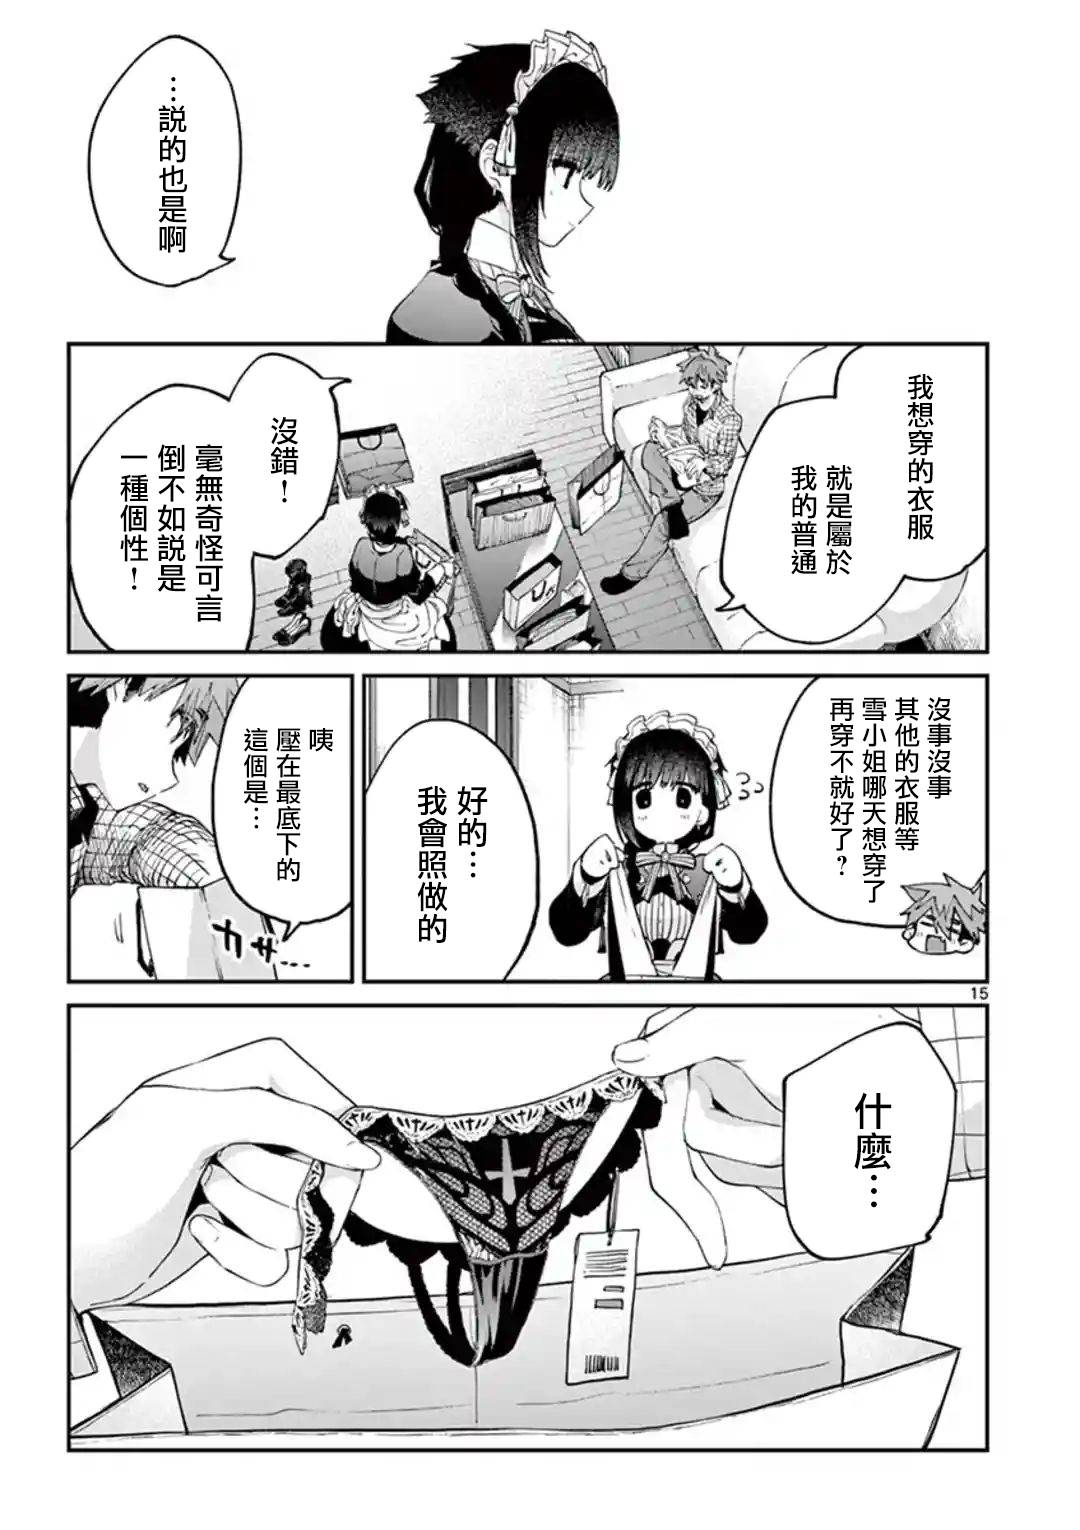 …説的也是啊
我想穿的衣服
就是屬於
我的普通
沒錯！
毫無奇怪可言
倒不如説是
一種個性！
沒事沒事
其他的衣服等
雪小姐哪天想穿了
再穿不就好了？
好的…
我會照做的
咦
壓在最底下的
這個是…
カサ…
15
什麼…